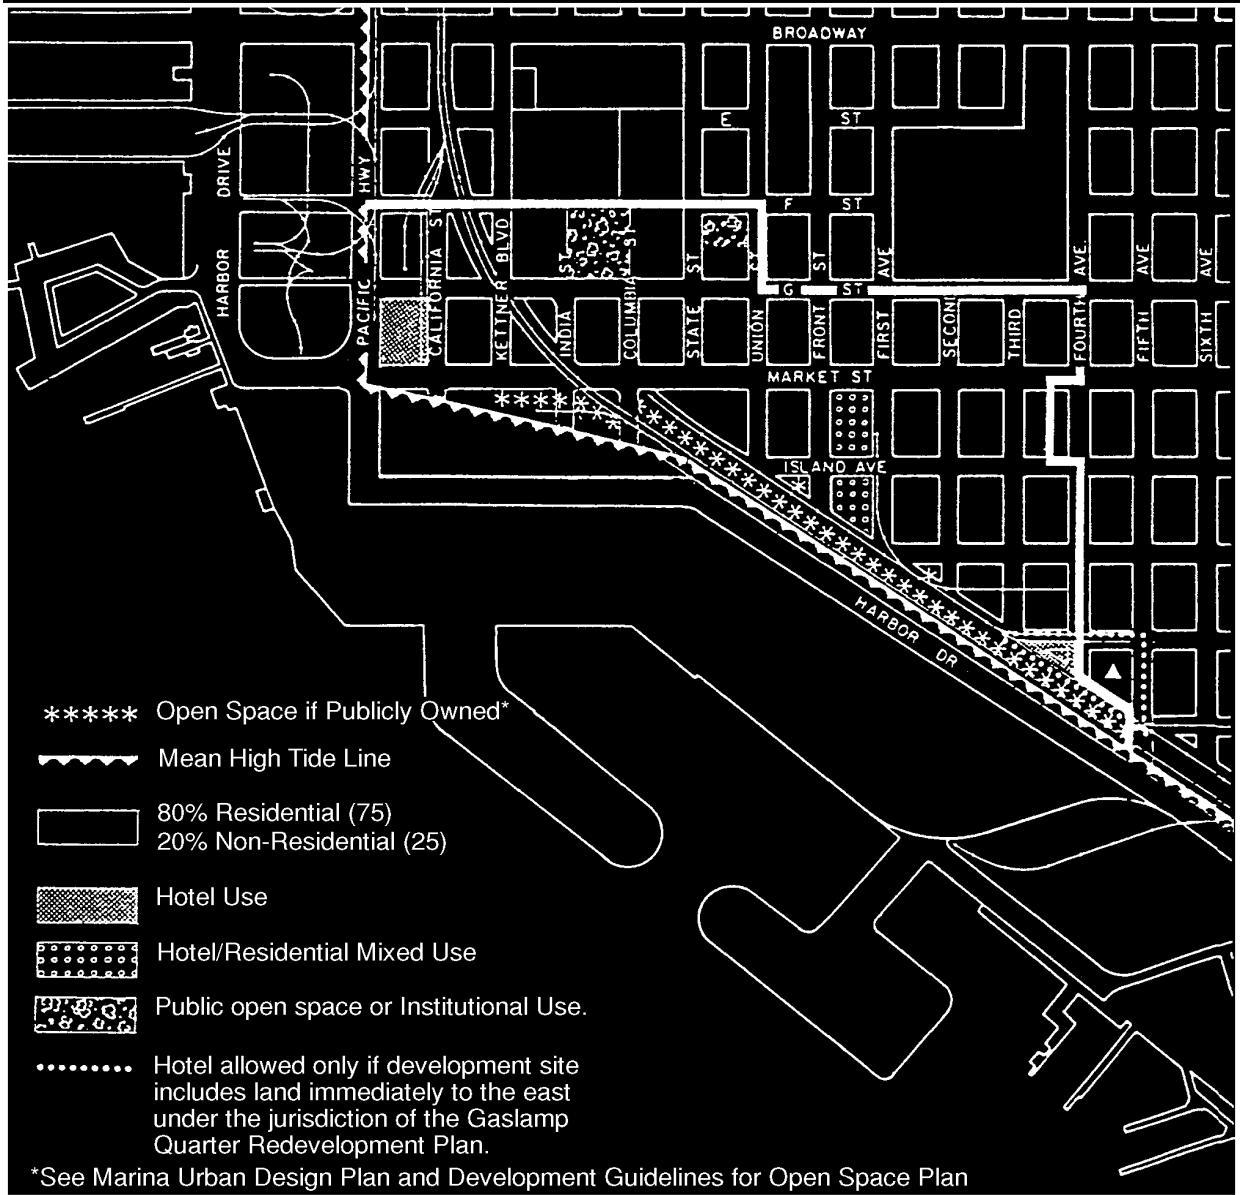 BROADWAY
E ST
DRIVE
HWY
F ST
HARBOR
PACIFIC
CALIFORNIA ST
KETTNER BLVD
INDIA ST
COLUMBIA ST
STATE ST
UNION
FRONT ST
FIRST AVE
SECOND
THIRD
FOURTH AVE.
FIFTH AVE
SIXTH AVE
G ST
MARKET ST
ISLAND AVE
HARBOR DR
***** Open Space if Publicly Owned*
Mean High Tide Line
80% Residential (75)
20% Non-Residential (25)
Hotel Use
Hotel/Residential Mixed Use
Public open space or Institutional Use.
Hotel allowed only if development site
includes land immediately to the east
under the jurisdiction of the Gaslamp
Quarter Redevelopment Plan.
*See Marina Urban Design Plan and Development Guidelines for Open Space Plan